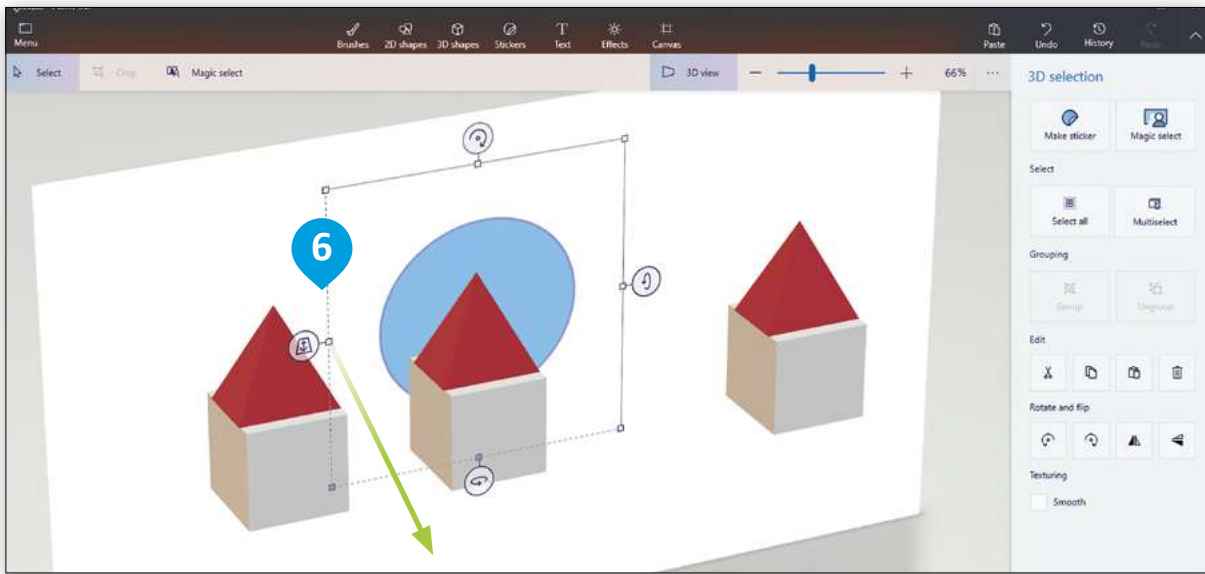 Menu
Brushes 2D shapes 3D shapes Stickers Text Effects Canvas
Paste Undo History Redo
Select Crop Magic select
3D view 66%
3D selection
Make sticker Magic select
Select
Select all Multiselect
Grouping
Group Ungroup
Edit
Rotate and flip
Texturing
Smooth
6